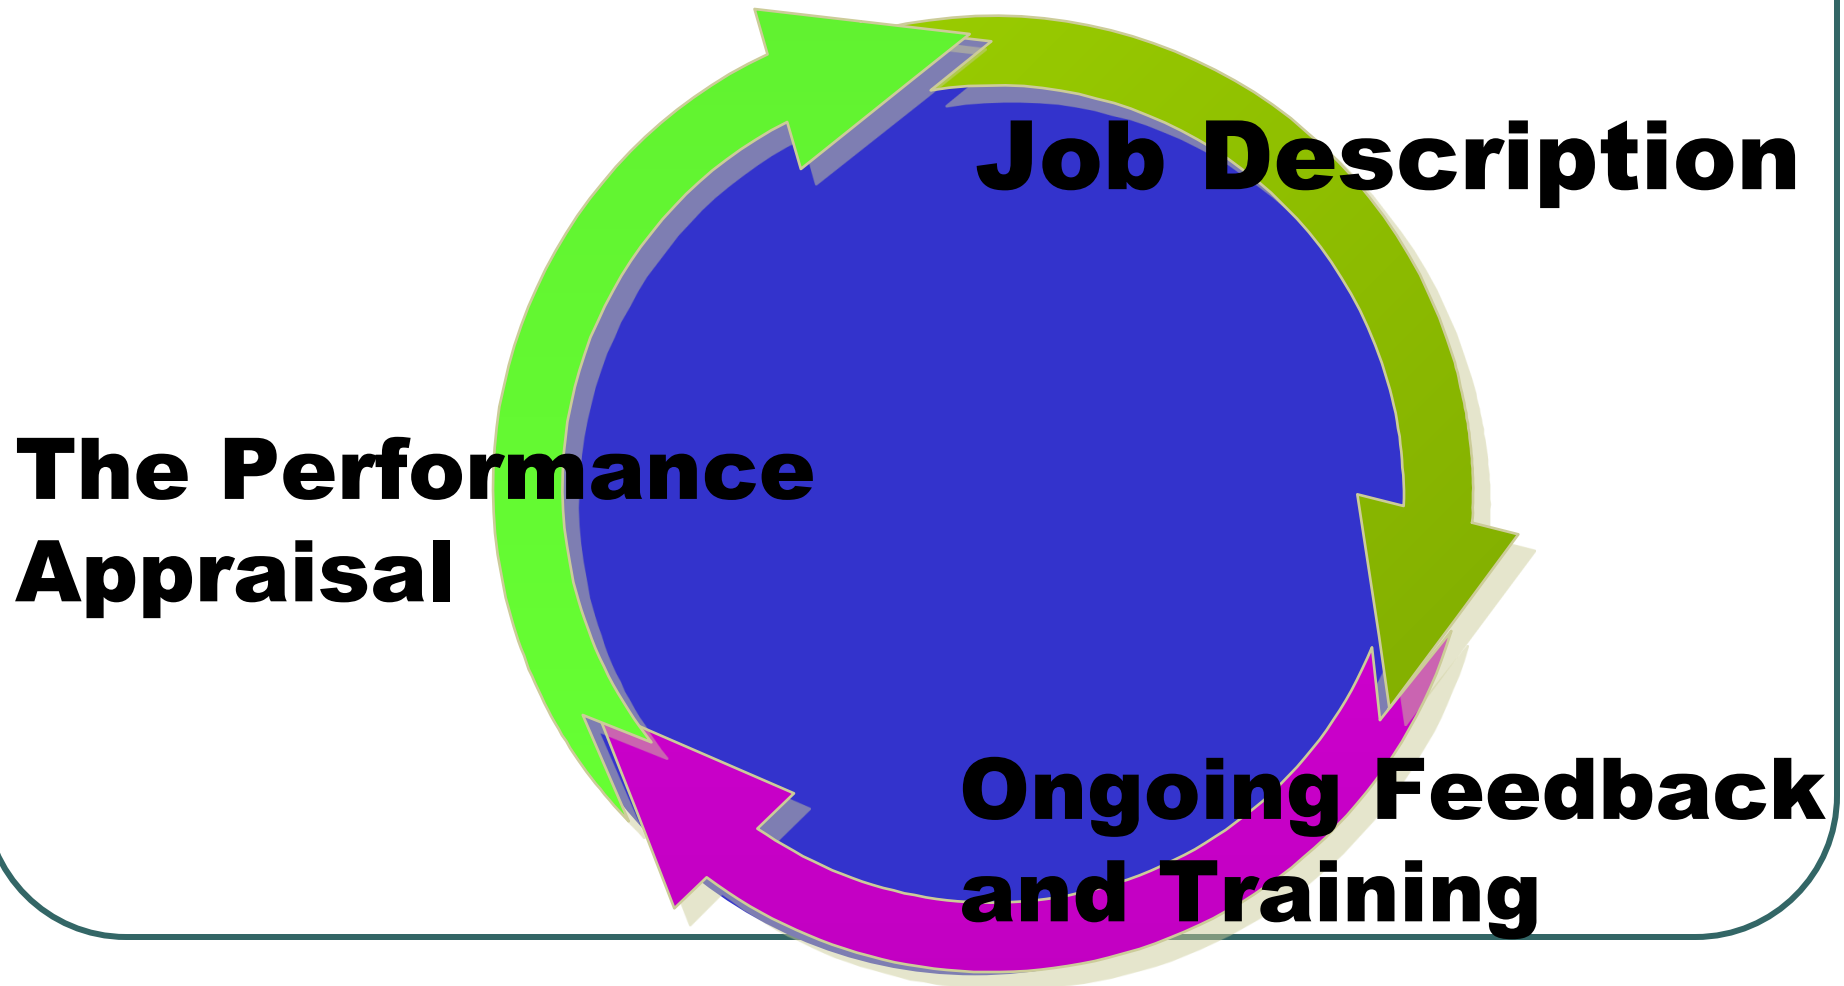 Job Description
The Performance
Appraisal
Ongoing Feedback
and Training